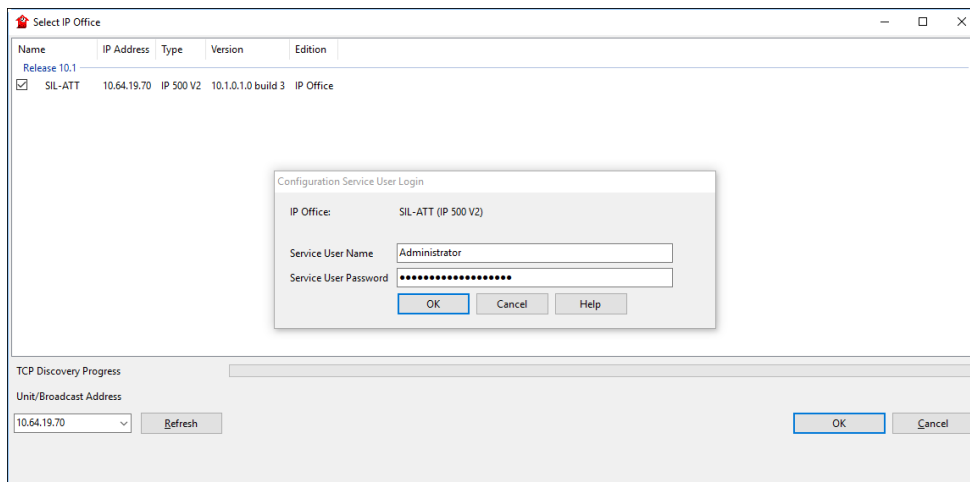 Select IP Office
Name IP Address Type Version Edition
Release 10.1
SIL-ATT 10.64.19.70 IP 500 V2 10.1.0.1.0 build 3 IP Office
Configuration Service User Login
IP Office: SIL-ATT (IP 500 V2)
Service User Name Administrator
Service User Password •••••••••••••••••••
OK Cancel Help
TCP Discovery Progress
Unit/Broadcast Address
10.64.19.70 Refresh OK Cancel